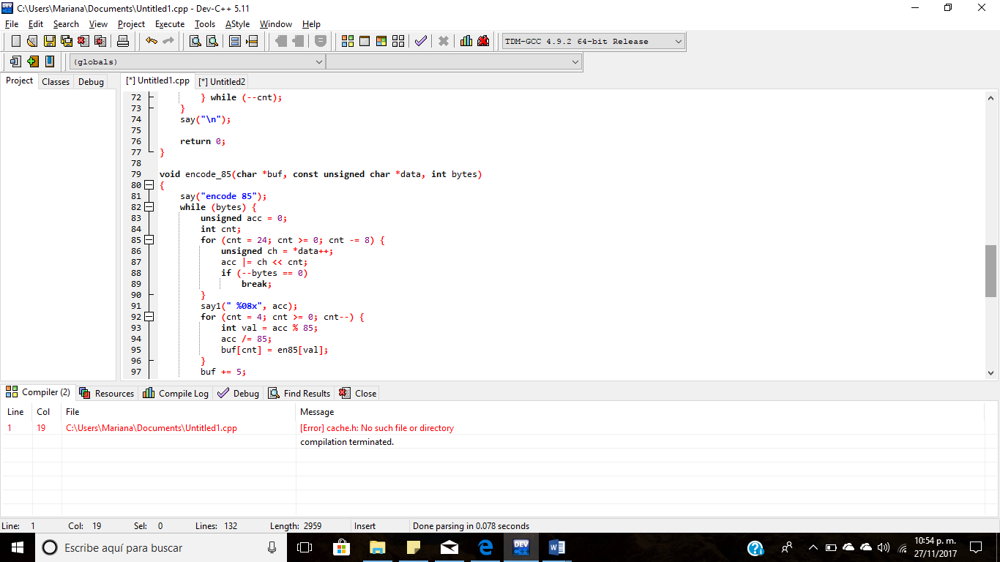 C:\Users\Mariana\Documents\Untitled1.cpp - Dev-C++ 5.11
File Edit Search View Project Execute Tools AStyle Window Help
TDM-GCC 4.9.2 64-bit Release
(globals)
Project Classes Debug [*] Untitled1.cpp [*] Untitled2
72 } while (--cnt);
73 }
74 say("\n");
75
76 return 0;
77 }
78
79 void encode_85(char *buf, const unsigned char *data, int bytes)
80 {
81 say("encode 85");
82 while (bytes) {
83 unsigned acc = 0;
84 int cnt;
85 for (cnt = 24; cnt >= 0; cnt -= 8) {
86 unsigned ch = *data++;
87 acc |= ch << cnt;
88 if (--bytes == 0)
89 break;
90 }
91 say1(" %08x", acc);
92 for (cnt = 4; cnt >= 0; cnt--) {
93 int val = acc % 85;
94 acc /= 85;
95 buf[cnt] = en85[val];
96 }
97 buf += 5;
Compiler (2) Resources Compile Log Debug Find Results Close
Line Col File Message
1 19 C:\Users\Mariana\Documents\Untitled1.cpp [Error] cache.h: No such file or directory
compilation terminated.
Line: 1 Col: 19 Sel: 0 Lines: 132 Length: 2959 Insert Done parsing in 0.078 seconds
Escribe aquí para buscar
DEV
10:54 p. m.
27/11/2017